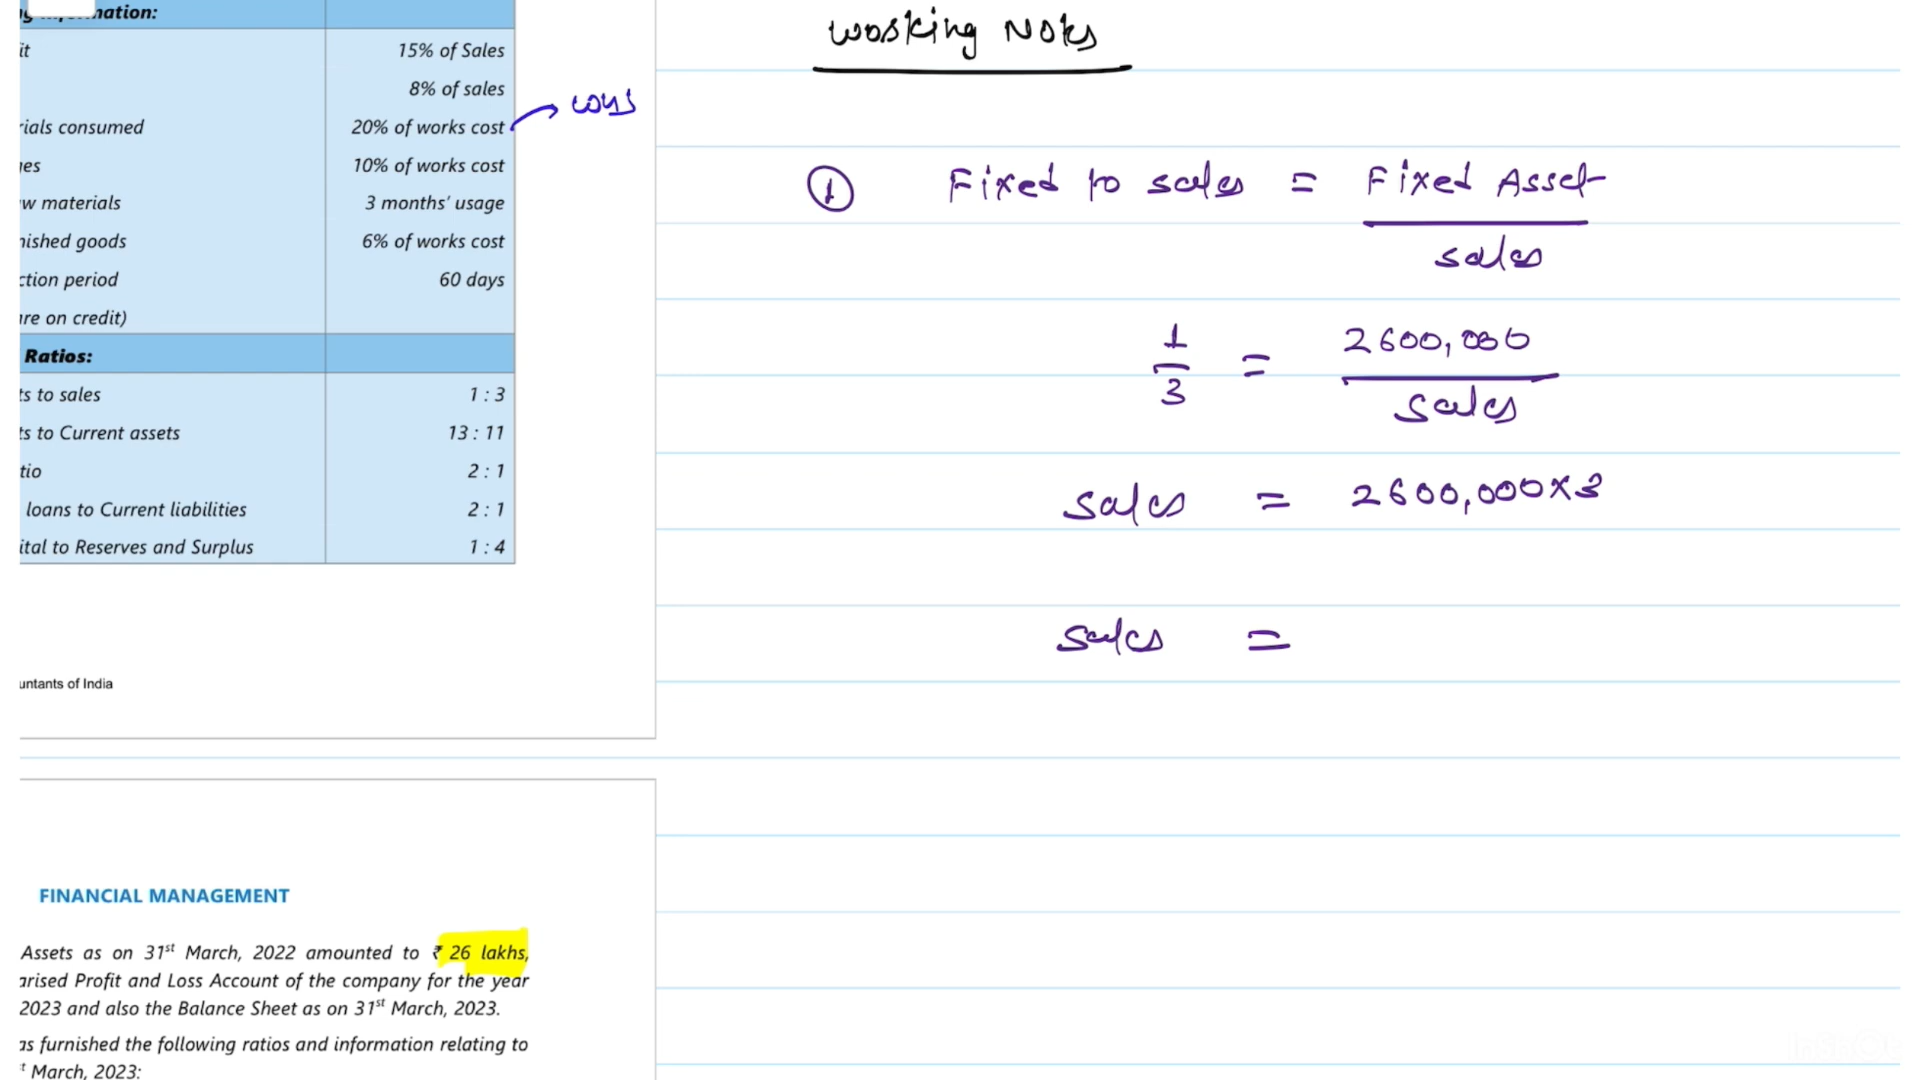 mation:
it 15% of Sales
8% of sales
rials consumed 20% of works cost
ges 10% of works cost
w materials 3 months’ usage
nished goods 6% of works cost
ction period 60 days
are on credit)
Ratios:
ts to sales 1 : 3
ts to Current assets 13 : 11
tio 2 : 1
loans to Current liabilities 2 : 1
ital to Reserves and Surplus 1 : 4
untants of India
FINANCIAL MANAGEMENT
Assets as on 31st March, 2022 amounted to ₹ 26 lakhs,
arised Profit and Loss Account of the company for the year
2023 and also the Balance Sheet as on 31st March, 2023.
as furnished the following ratios and information relating to
t March, 2023:
Working Notes
① Fixed to sales = Fixed Asset
sales
1/3 = 2600,000
sales
sales = 2600,000×3
sales =